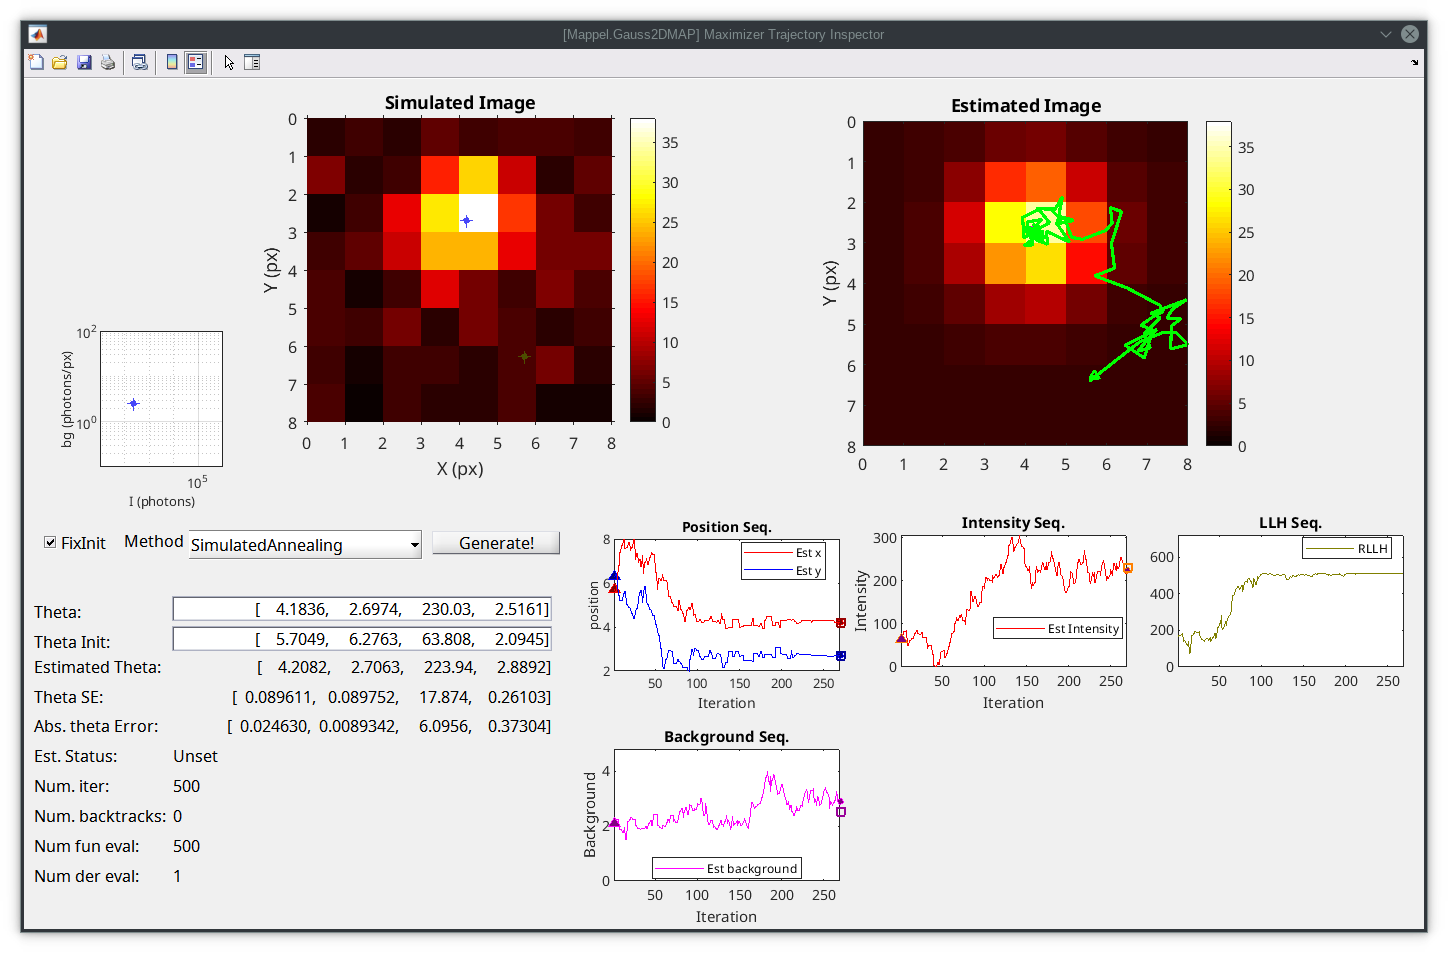 [Mappel.Gauss2DMAP] Maximizer Trajectory Inspector
Simulated Image
0
1
2
3
4
5
6
7
8
Y (px)
0 1 2 3 4 5 6 7 8
X (px)
35
30
25
20
15
10
5
0
Estimated Image
0
1
2
3
4
5
6
7
8
Y (px)
0 1 2 3 4 5 6 7 8
35
30
25
20
15
10
5
0
10^2
10^0
bg (photons/px)
10^5
I (photons)
FixInit Method SimulatedAnnealing Generate!
Theta: [ 4.1836, 2.6974, 230.03, 2.5161]
Theta Init: [ 5.7049, 6.2763, 63.808, 2.0945]
Estimated Theta: [ 4.2082, 2.7063, 223.94, 2.8892]
Theta SE: [ 0.089611, 0.089752, 17.874, 0.26103]
Abs. theta Error: [ 0.024630, 0.0089342, 6.0956, 0.37304]
Est. Status: Unset
Num. iter: 500
Num. backtracks: 0
Num fun eval: 500
Num der eval: 1
Position Seq.
8
6
4
2
position
Est x
Est y
50 100 150 200 250
Iteration
Intensity Seq.
300
200
100
0
Intensity
Est Intensity
50 100 150 200 250
Iteration
LLH Seq.
600
400
200
0
RLLH
50 100 150 200 250
Background Seq.
4
2
0
Background
Est background
50 100 150 200 250
Iteration